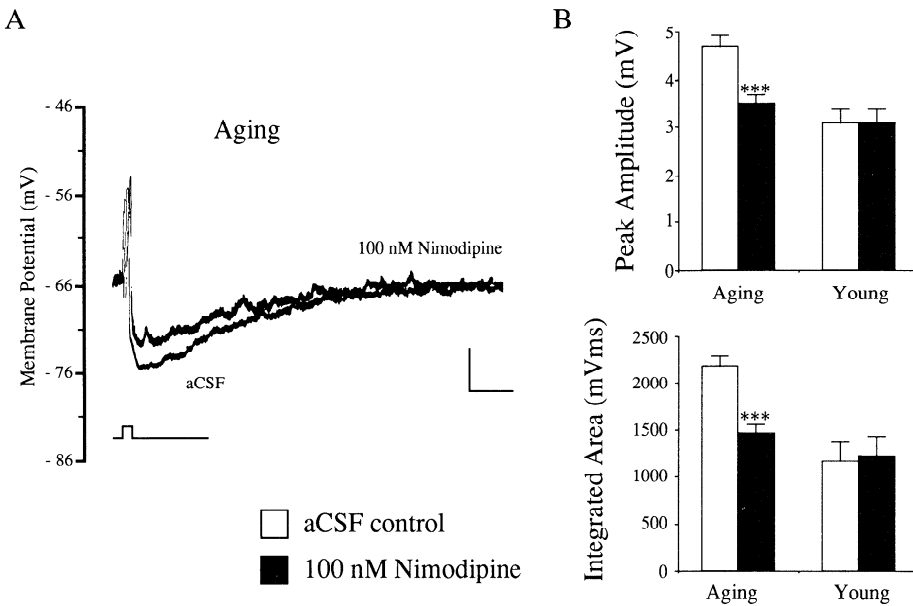 A
- 46
- 56
- 66
- 76
- 86
Membrane Potential (mV)
Aging
100 nM Nimodipine
aCSF
aCSF control
100 nM Nimodipine
B
5
4
3
2
1
0
Peak Amplitude (mV)
***
Aging Young
2500
2000
1500
1000
500
0
Integrated Area (mVms)
***
Aging Young